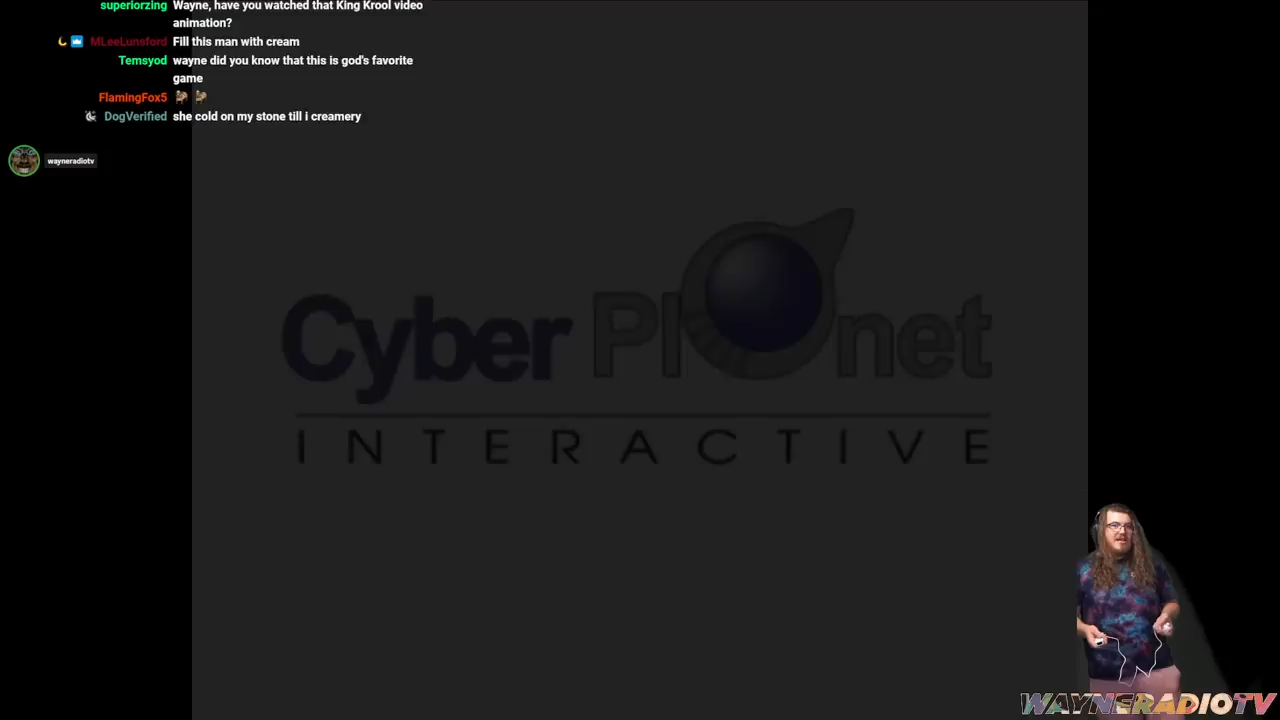 superiorzing Wayne, have you watched that King Krool video
animation?
MLeeLunsford Fill this man with cream
Temsyod wayne did you know that this is god's favorite
game
FlamingFox5
DogVerified she cold on my stone till i creamery
wayneradiotv
Cyber Planet
INTERACTIVE
WAYNERADIOTV